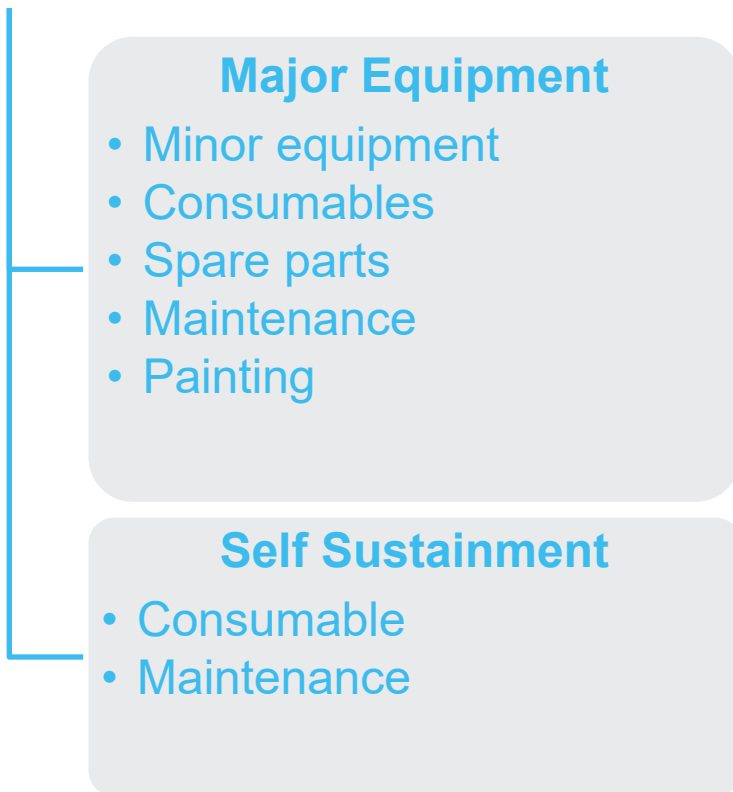 Major Equipment
• Minor equipment
• Consumables
• Spare parts
• Maintenance
• Painting
Self Sustainment
• Consumable
• Maintenance